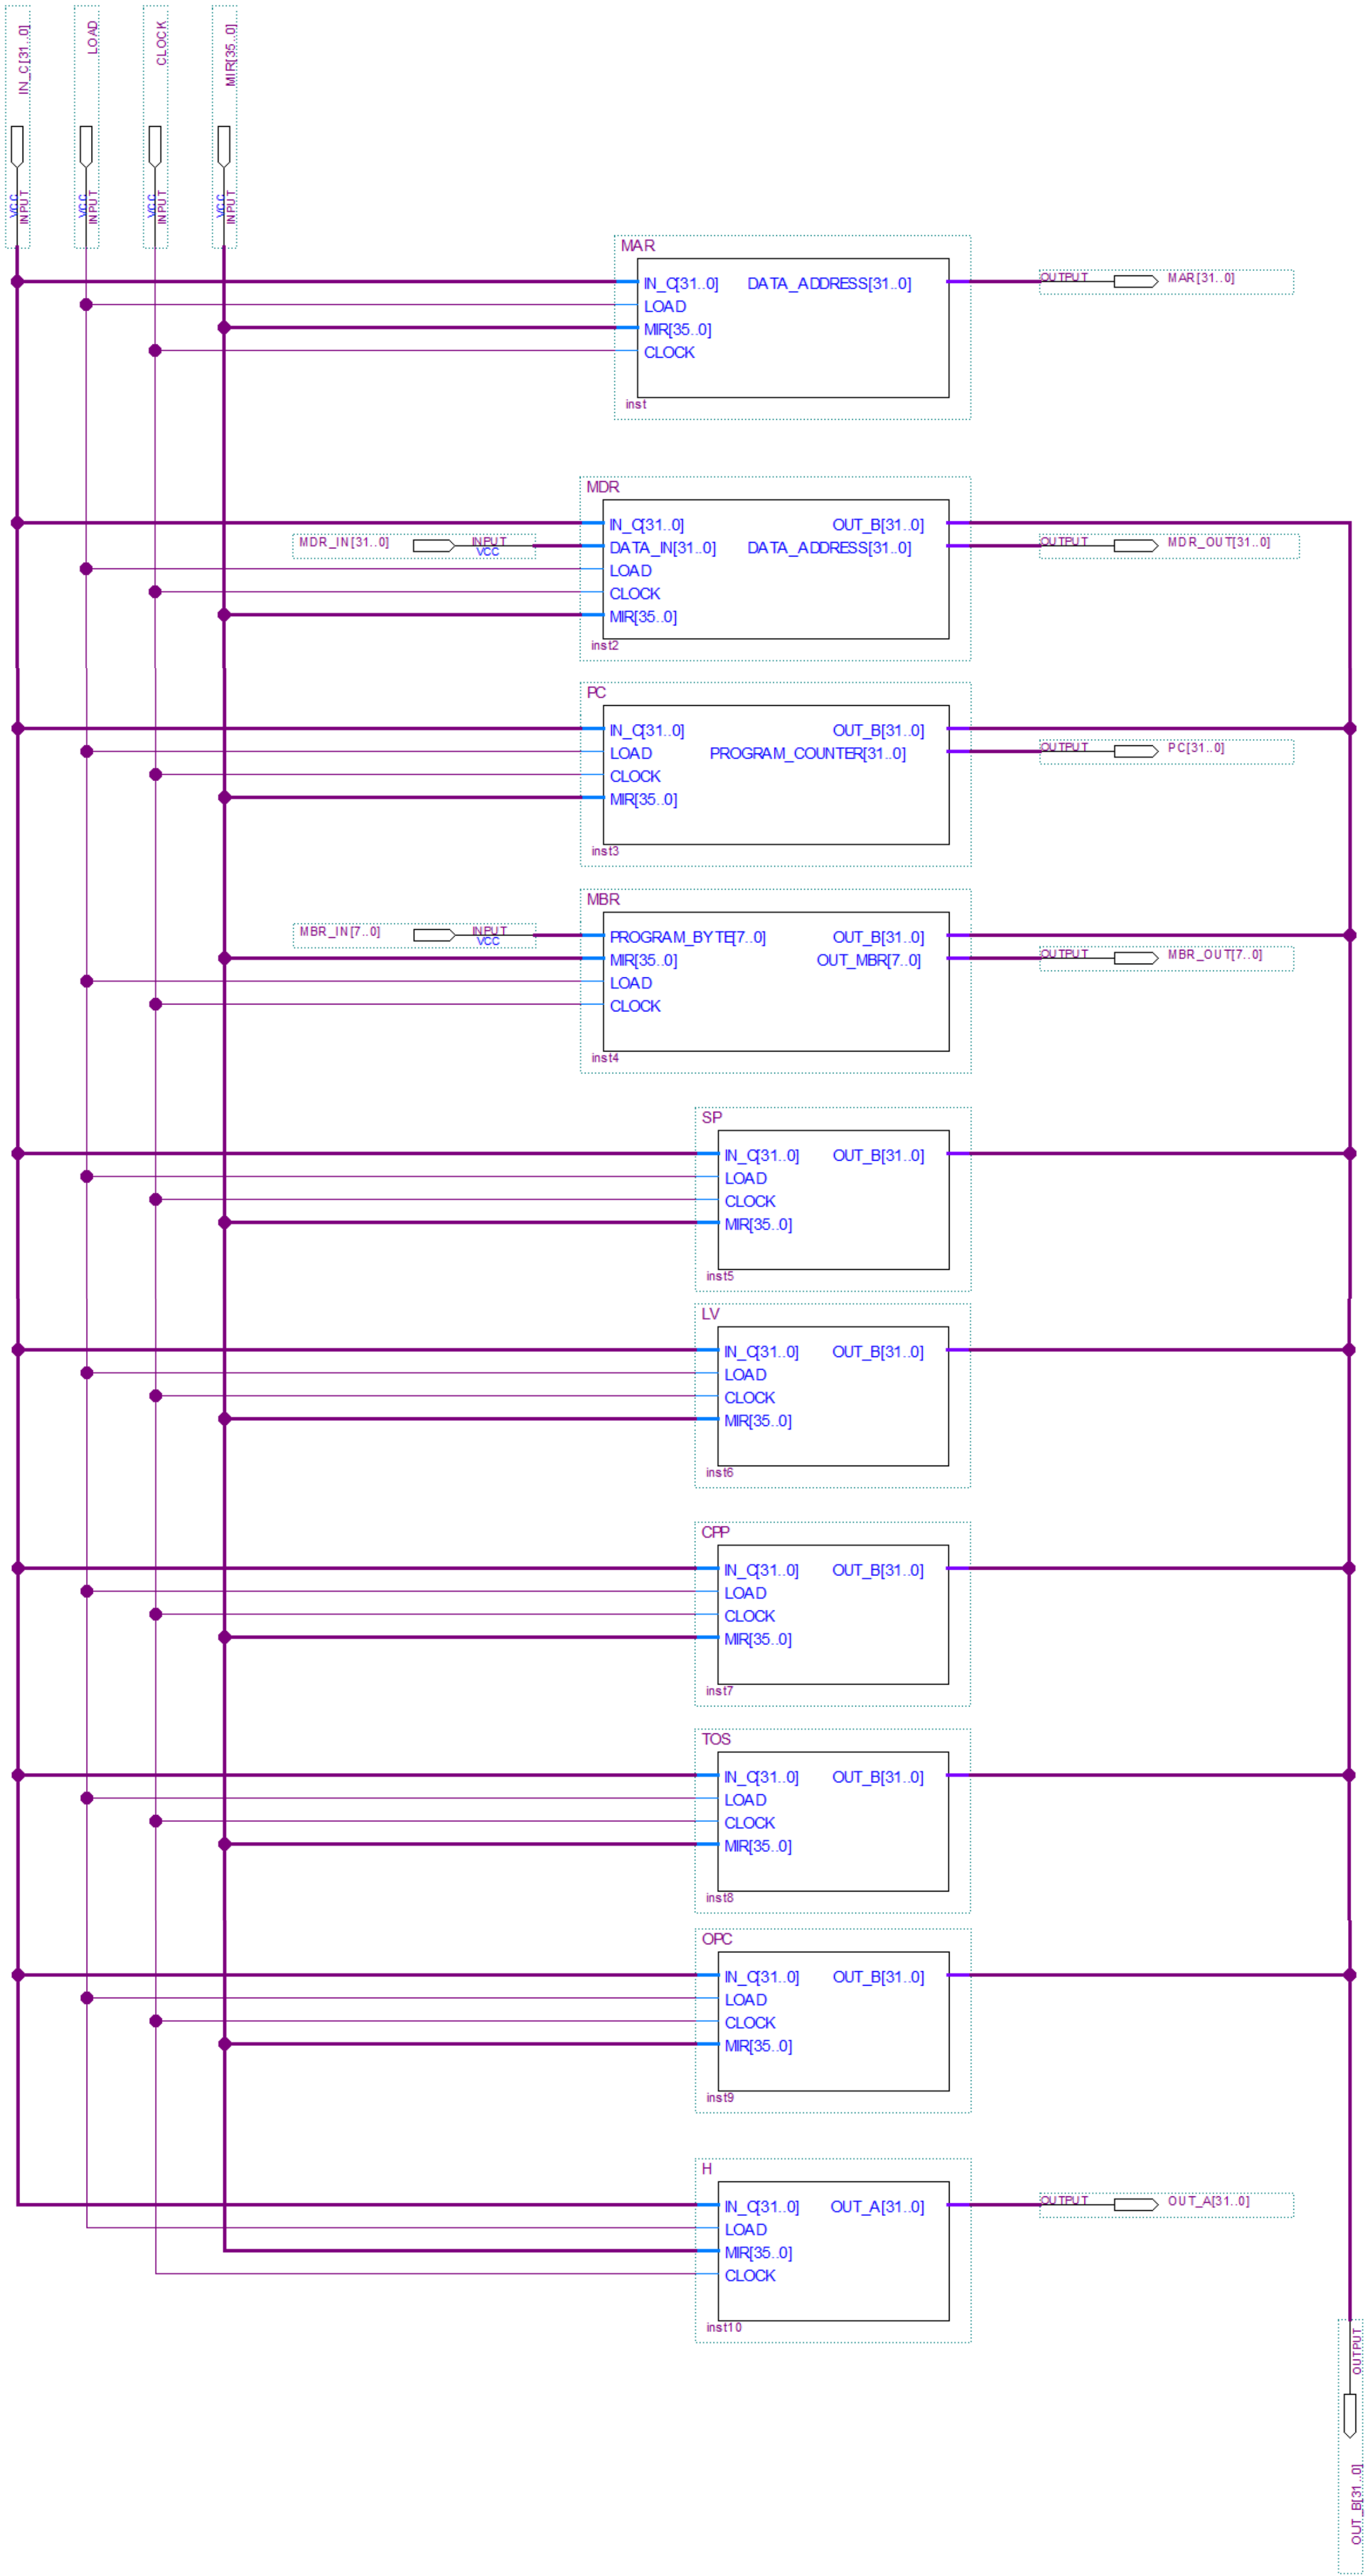 IN_C[31..0]
LOAD
CLOCK
MIR[35..0]
VCC
INPUT
VCC
INPUT
VCC
INPUT
VCC
INPUT
MAR
IN_C[31..0] DATA_ADDRESS[31..0]
LOAD
MIR[35..0]
CLOCK
inst
OUTPUT MAR[31..0]
MDR
IN_C[31..0] OUT_B[31..0]
DATA_IN[31..0] DATA_ADDRESS[31..0]
LOAD
CLOCK
MIR[35..0]
inst2
MDR_IN[31..0] INPUT
VCC
OUTPUT MDR_OUT[31..0]
PC
IN_C[31..0] OUT_B[31..0]
LOAD PROGRAM_COUNTER[31..0]
CLOCK
MIR[35..0]
inst3
OUTPUT PC[31..0]
MBR
PROGRAM_BYTE[7..0] OUT_B[31..0]
MIR[35..0] OUT_MBR[7..0]
LOAD
CLOCK
inst4
MBR_IN[7..0] INPUT
VCC
OUTPUT MBR_OUT[7..0]
SP
IN_C[31..0] OUT_B[31..0]
LOAD
CLOCK
MIR[35..0]
inst5
LV
IN_C[31..0] OUT_B[31..0]
LOAD
CLOCK
MIR[35..0]
inst6
CPP
IN_C[31..0] OUT_B[31..0]
LOAD
CLOCK
MIR[35..0]
inst7
TOS
IN_C[31..0] OUT_B[31..0]
LOAD
CLOCK
MIR[35..0]
inst8
OPC
IN_C[31..0] OUT_B[31..0]
LOAD
CLOCK
MIR[35..0]
inst9
H
IN_C[31..0] OUT_A[31..0]
LOAD
MIR[35..0]
CLOCK
inst10
OUTPUT OUT_A[31..0]
OUTPUT
OUT_B[31..0]